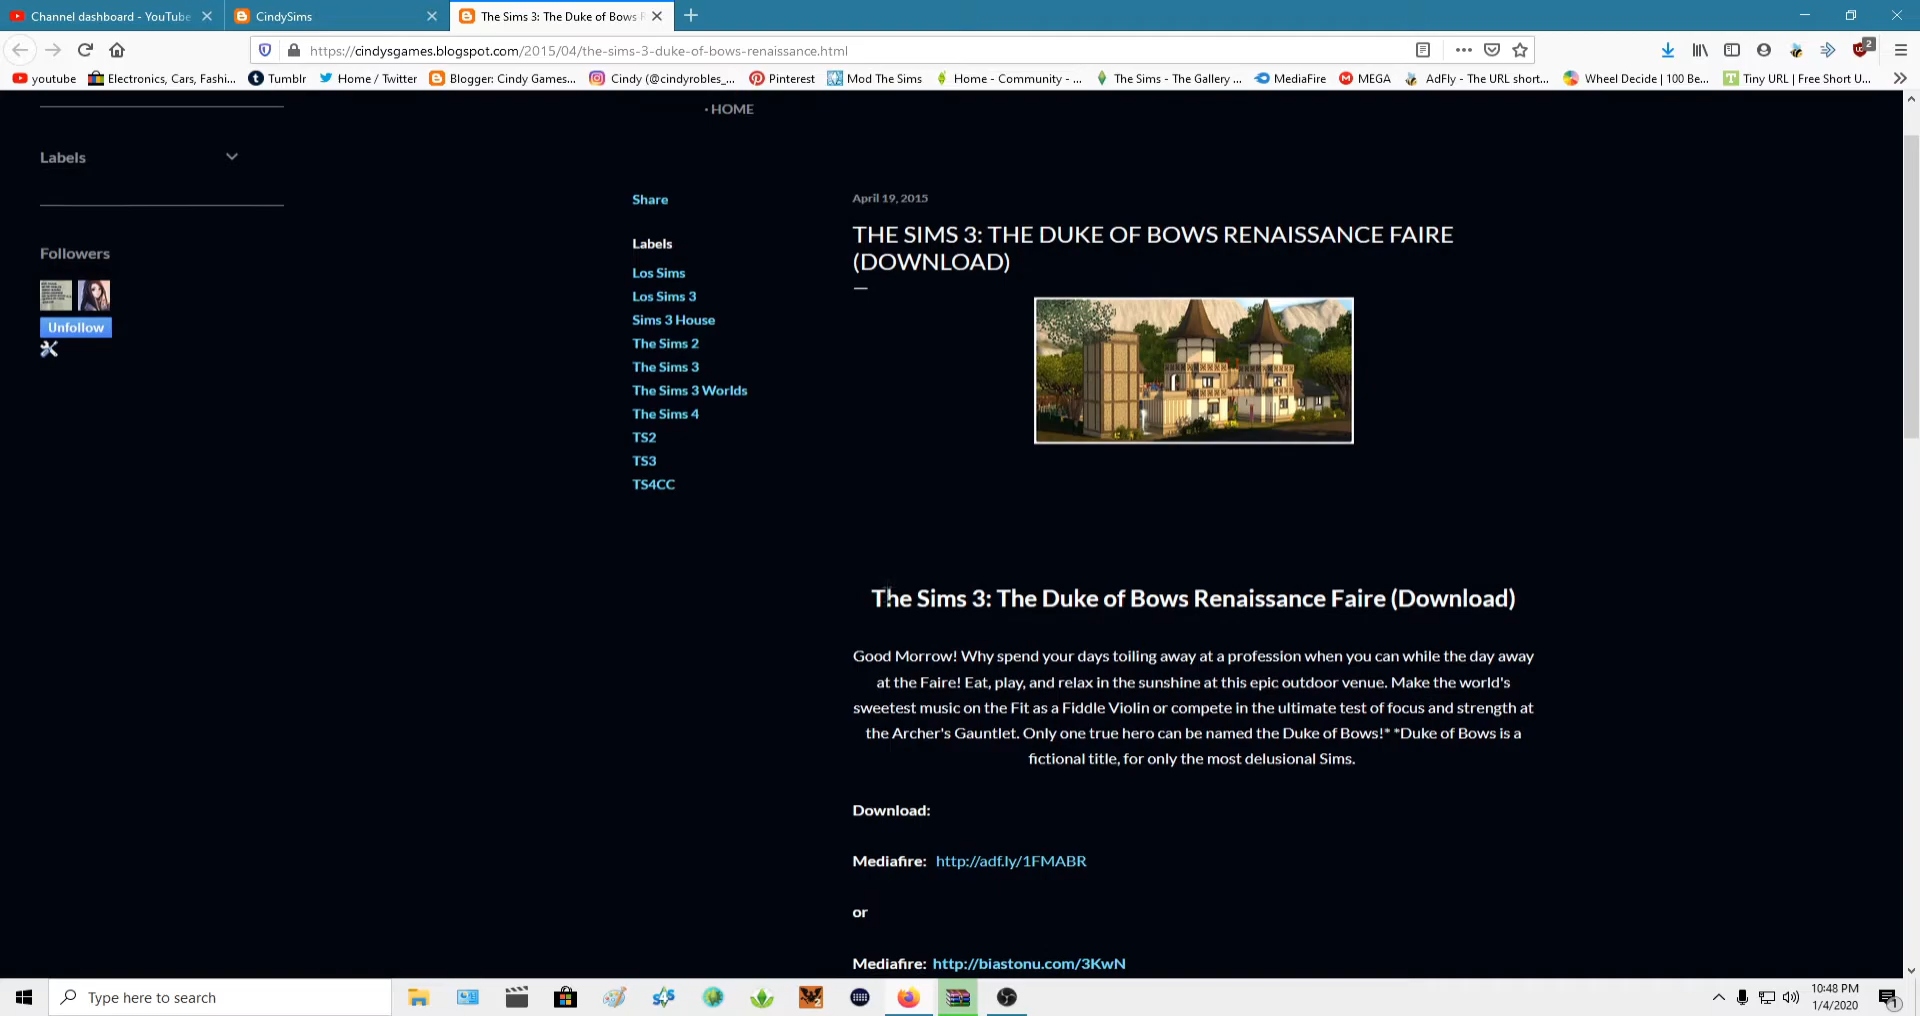 Channel dashboard - YouTube
CindySims
The Sims 3: The Duke of Bows
https://cindysgames.blogspot.com/2015/04/the-sims-3-duke-of-bows-renaissance.html
2
youtube
Electronics, Cars, Fashi...
Tumblr
Home / Twitter
Blogger: Cindy Games...
Cindy (@cindyrobles_...
Pinterest
Mod The Sims
Home - Community - ...
The Sims - The Gallery ...
MediaFire
MEGA
AdFly - The URL short...
Wheel Decide | 100 Be...
Tiny URL | Free Short U...
• HOME
Labels
Followers
Unfollow
Share
Labels
Los Sims
Los Sims 3
Sims 3 House
The Sims 2
The Sims 3
The Sims 3 Worlds
The Sims 4
TS2
TS3
TS4CC
April 19, 2015
THE SIMS 3: THE DUKE OF BOWS RENAISSANCE FAIRE
(DOWNLOAD)
The Sims 3: The Duke of Bows Renaissance Faire (Download)
Good Morrow! Why spend your days toiling away at a profession when you can while the day away
at the Faire! Eat, play, and relax in the sunshine at this epic outdoor venue. Make the world's
sweetest music on the Fit as a Fiddle Violin or compete in the ultimate test of focus and strength at
the Archer's Gauntlet. Only one true hero can be named the Duke of Bows!* *Duke of Bows is a
fictional title, for only the most delusional Sims.
Download:
Mediafire: http://adf.ly/1FMABR
or
Mediafire: http://biastonu.com/3KwN
Type here to search
10:48 PM
1/4/2020
1